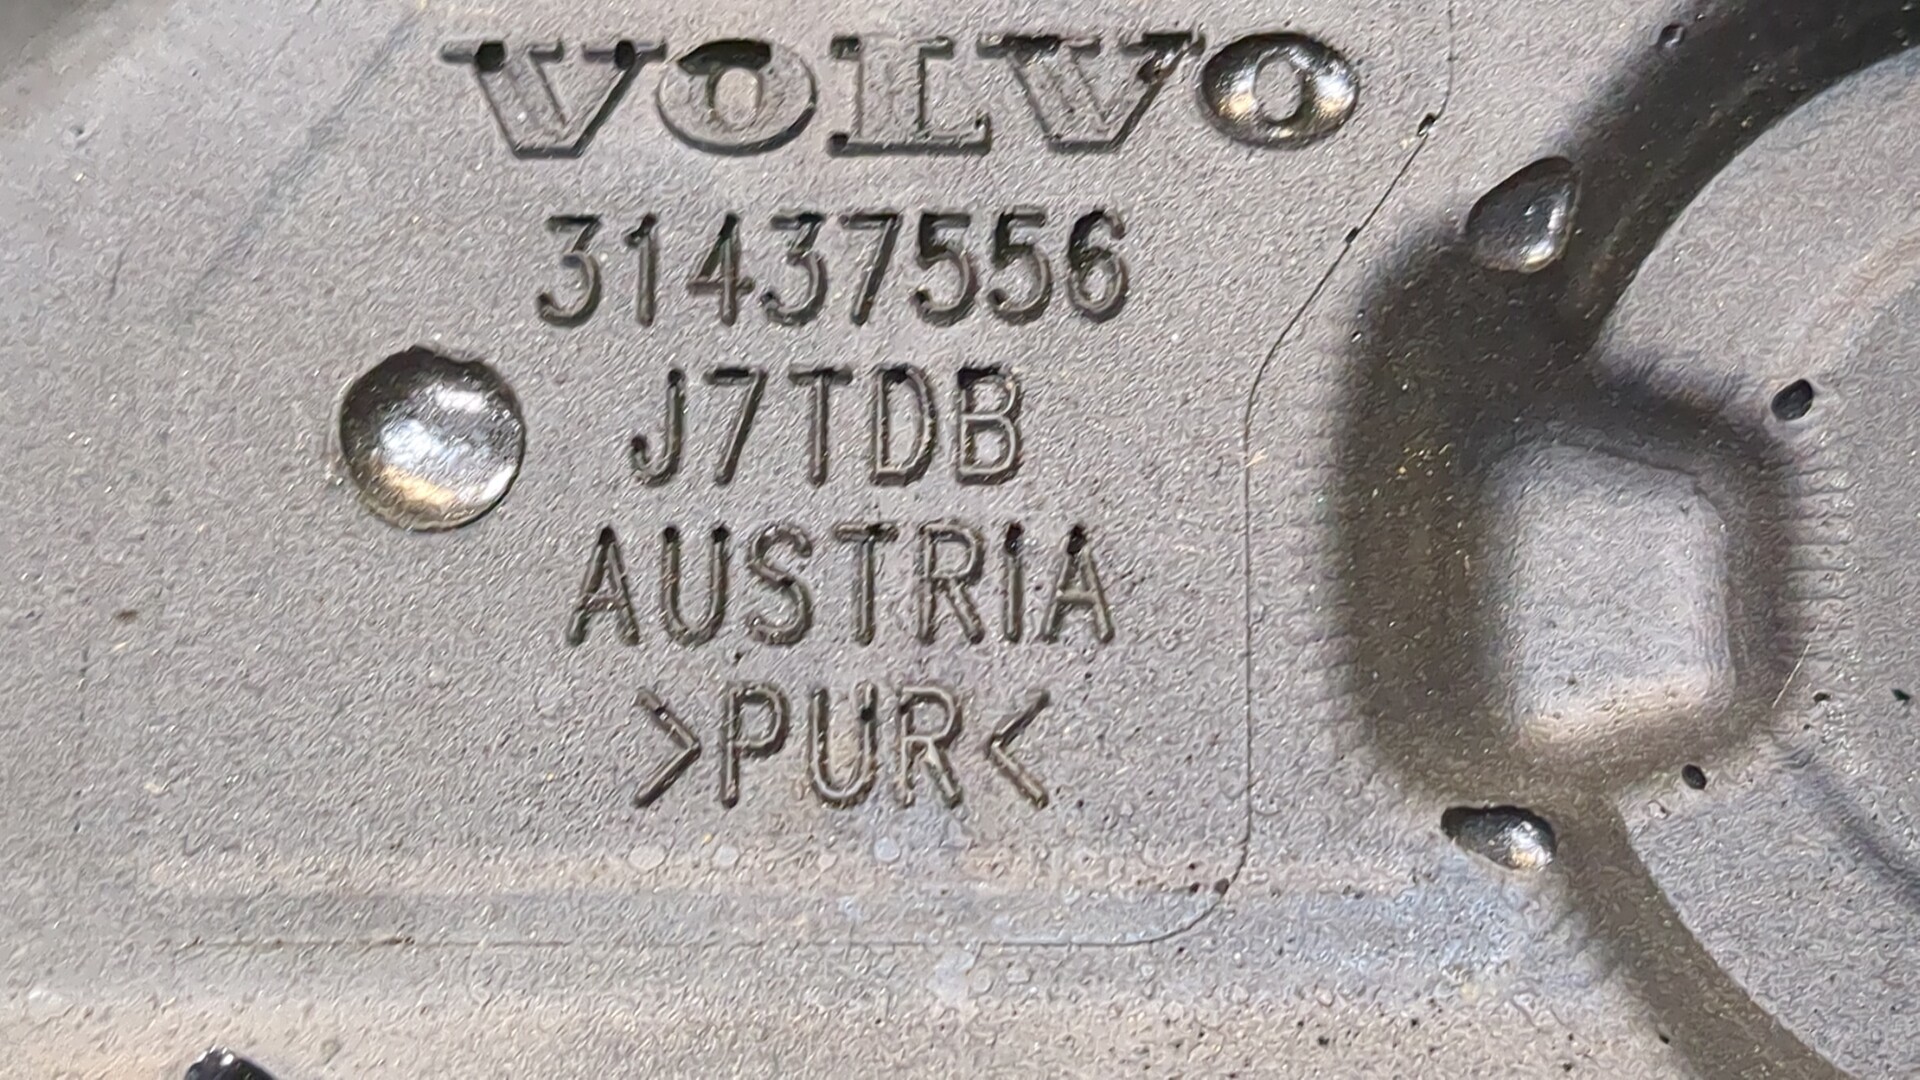 VOLVO
31437556
J7TDB
AUSTRIA
>PUR<